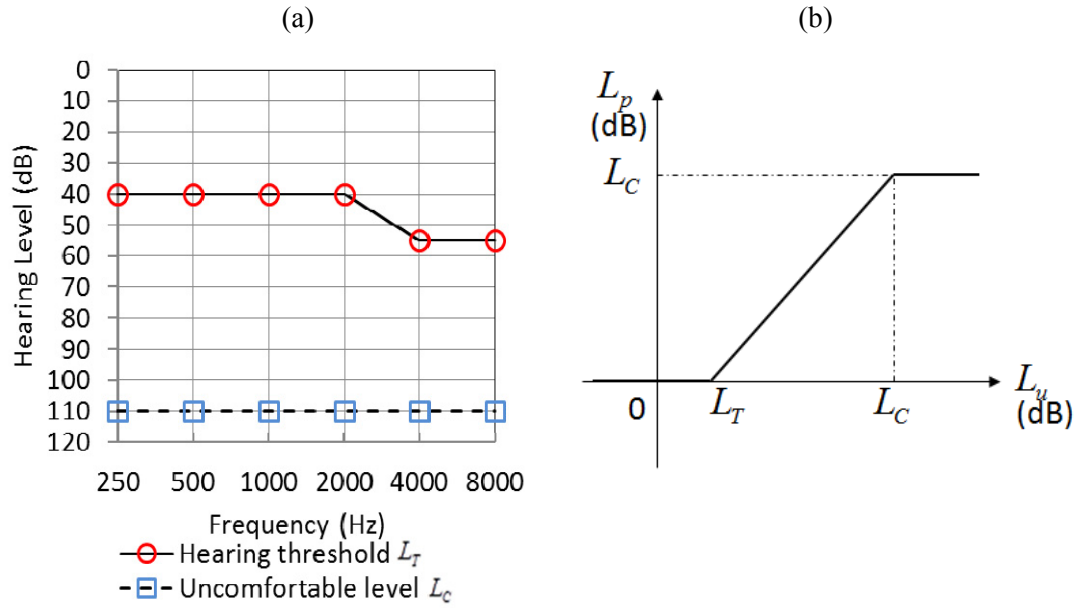 (a)
0
10
20
30
40
50
60
70
80
90
100
110
120
Hearing Level (dB)
250 500 1000 2000 4000 8000
Frequency (Hz)
Hearing threshold L_T
Uncomfortable level L_C
(b)
L_p
(dB)
L_C
0 L_T L_C L_u
(dB)